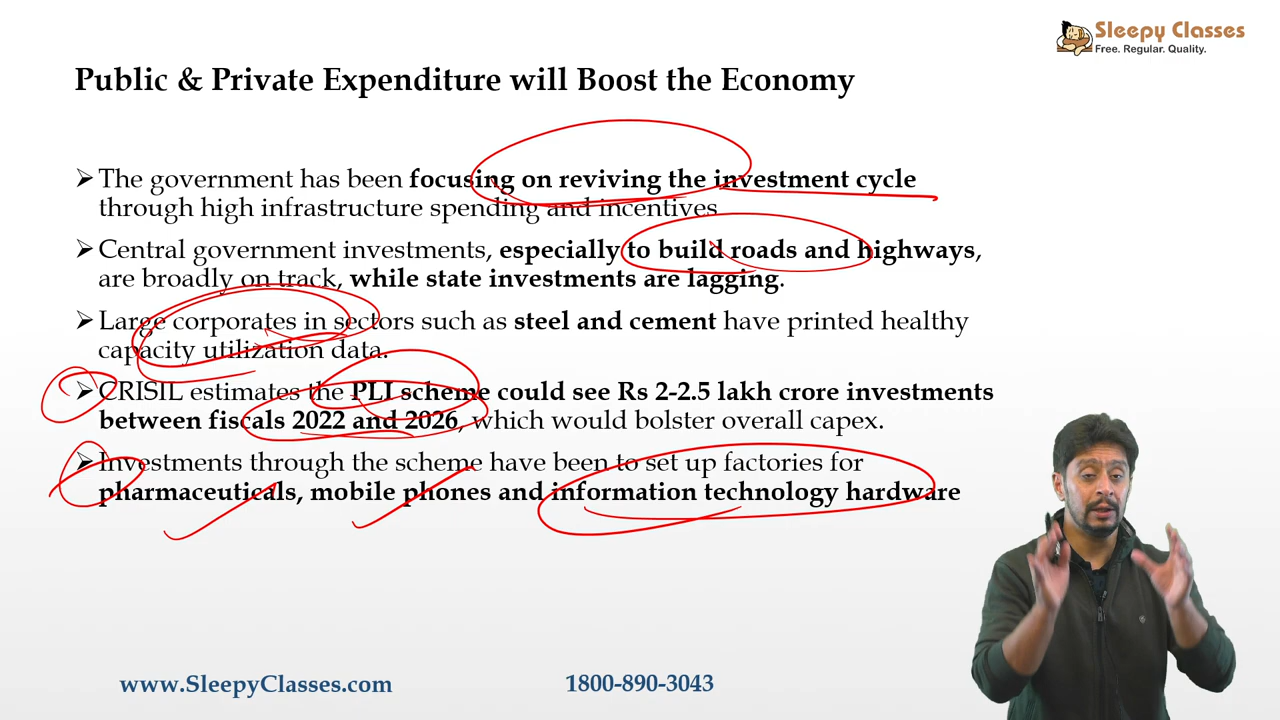 Sleepy Classes
Free. Regular. Quality.
Public & Private Expenditure will Boost the Economy
➢ The government has been focusing on reviving the investment cycle
through high infrastructure spending and incentives.
➢ Central government investments, especially to build roads and highways,
are broadly on track, while state investments are lagging.
➢ Large corporates in sectors such as steel and cement have printed healthy
capacity utilization data.
➢ CRISIL estimates the PLI scheme could see Rs 2-2.5 lakh crore investments
between fiscals 2022 and 2026, which would bolster overall capex.
➢ Investments through the scheme have been to set up factories for
pharmaceuticals, mobile phones and information technology hardware
www.SleepyClasses.com
1800-890-3043